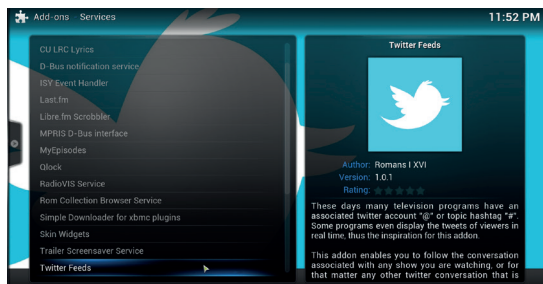 Add-ons Services
11:52 PM
CU LRC Lyrics
D-Bus notification service
ISY Event Handler
Last.fm
Libre.fm Scrobbler
MPRIS D-Bus interface
MyEpisodes
Qlock
RadioVIS Service
Rom Collection Browser Service
Simple Downloader for xbmc plugins
Skin Widgets
Trailer Screensaver Service
Twitter Feeds
Twitter Feeds
Author: Romans I XVI
Version: 1.0.1
Rating:
These days many television programs have an
associated twitter account "@" or topic hashtag "#".
Some programs even display the tweets of viewers in
real time, thus the inspiration for this addon.
This addon enables you to follow the conversation
associated with any show you are watching, or for
that matter any other twitter conversation that is